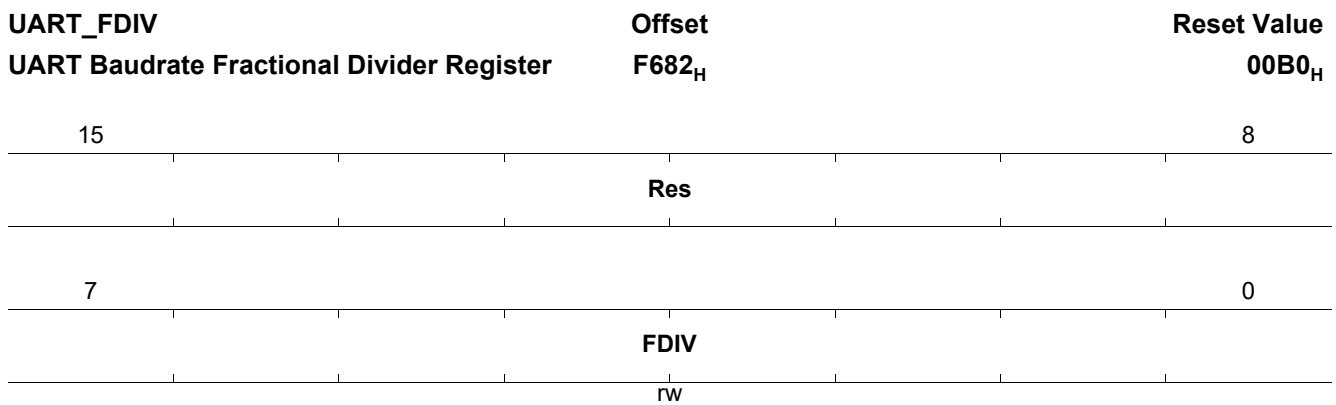 UART_FDIV Offset Reset Value
UART Baudrate Fractional Divider Register F682H 00B0H
15 8
Res
7 0
FDIV
rw